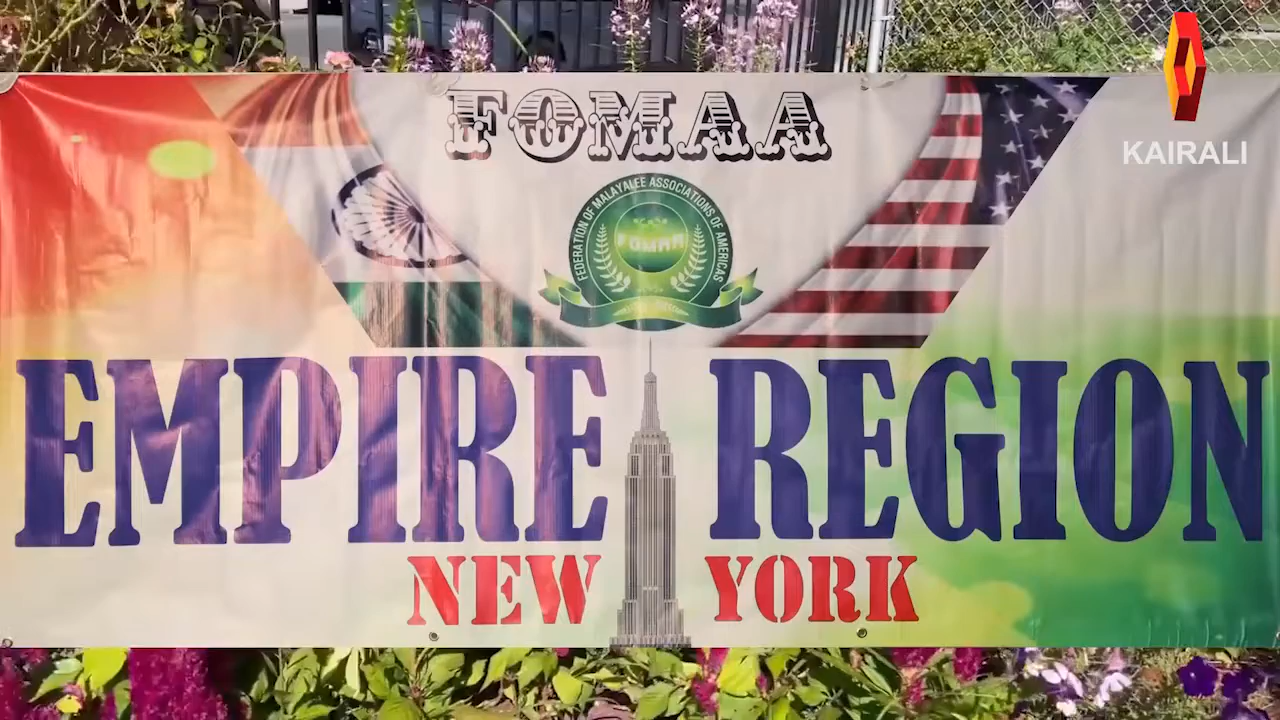 FOMAA
KAIRALI
FEDERATION OF MALAYALEE ASSOCIATIONS OF AMERICAS
FOMAA
EMPIRE REGION
NEW YORK